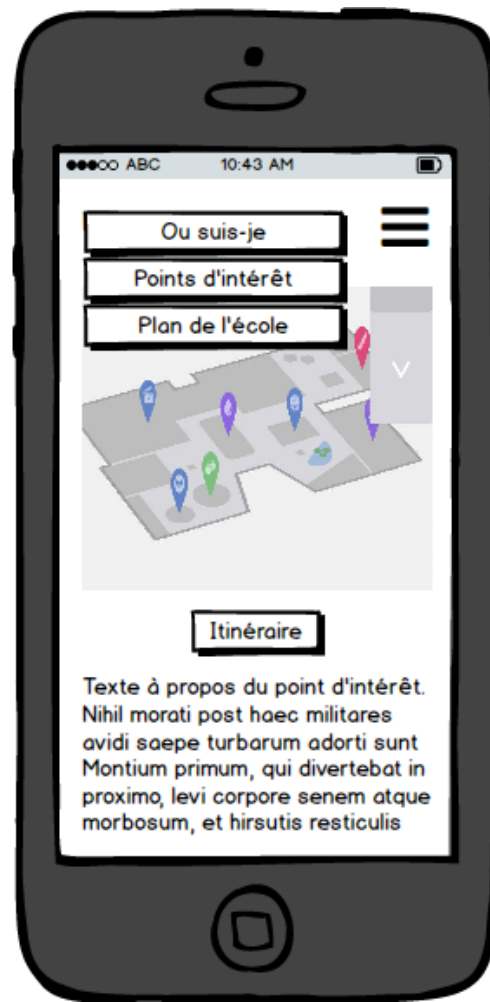 ABC 10:43 AM
Ou suis-je
Points d'intérêt
Plan de l'école
Itinéraire
Texte à propos du point d'intérêt.
Nihil morati post haec militares
avidi saepe turbarum adorti sunt
Montium primum, qui divertebat in
proximo, levi corpore senem atque
morbosum, et hirsutis resticulis